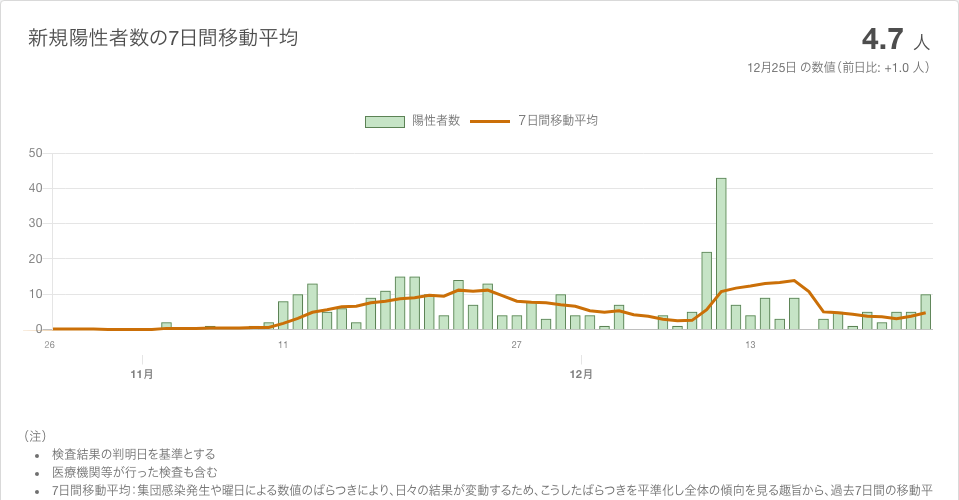 新規陽性者数の7日間移動平均
4.7 人
12月25日 の数値（前日比: +1.0 人）
陽性者数 7日間移動平均
50
40
30
20
10
0
26 11 27 13
11月 12月
（注）
• 検査結果の判明日を基準とする
• 医療機関等が行った検査も含む
• 7日間移動平均：集団感染発生や曜日による数値のばらつきにより、日々の結果が変動するため、こうしたばらつきを平準化し全体の傾向を見る趣旨から、過去7日間の移動平